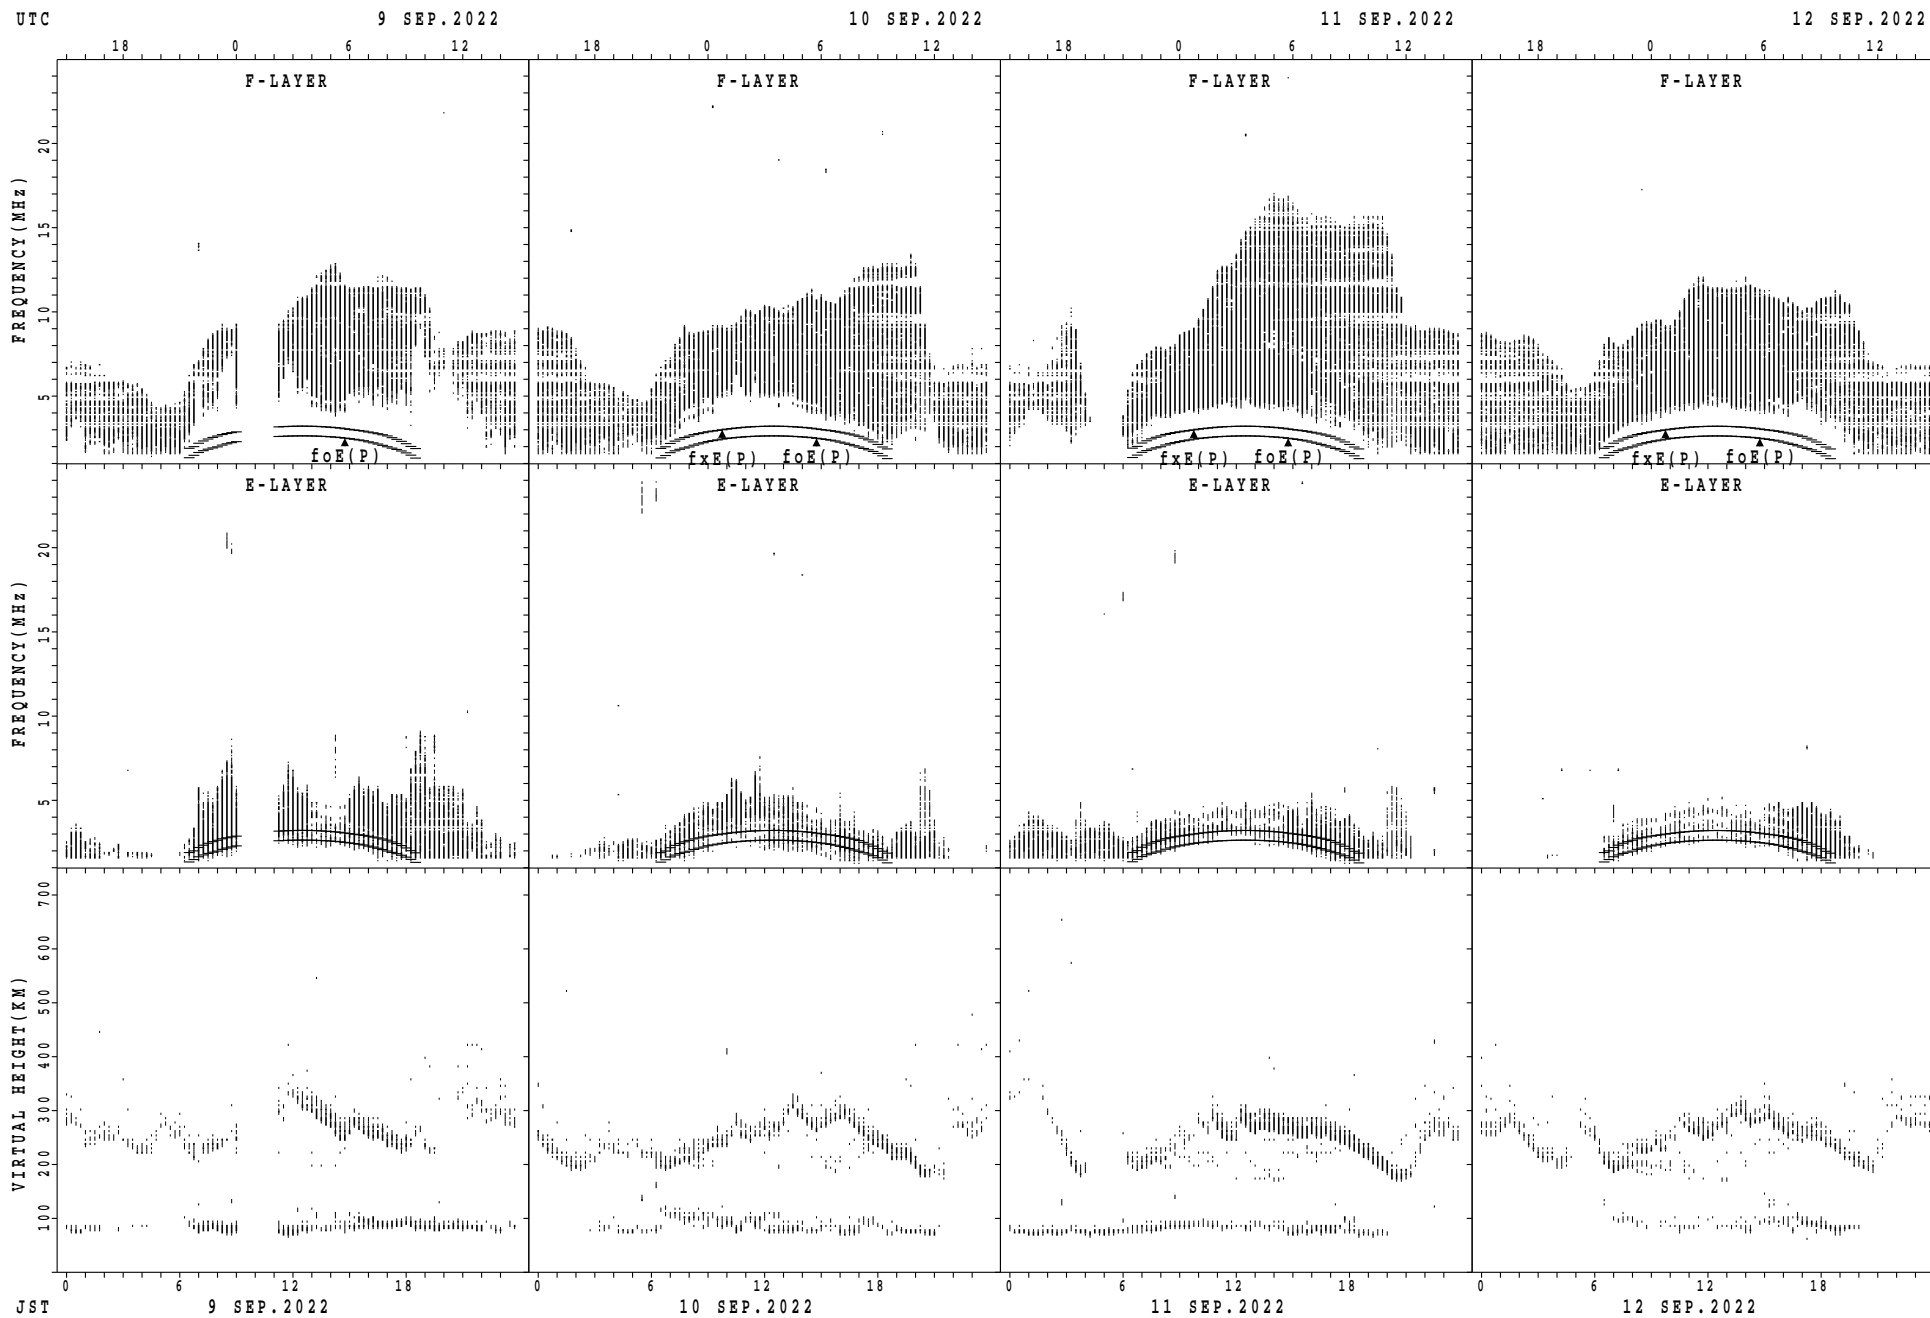 UTC 9 SEP.2022 10 SEP.2022 11 SEP.2022 12 SEP.2022
18 0 6 12 18 0 6 12 18 0 6 12 18 0 6 12
F-LAYER F-LAYER F-LAYER F-LAYER
FREQUENCY(MHz)
20
15
10
5
foE(P) fxE(P) foE(P) fxE(P) foE(P) fxE(P) foE(P)
E-LAYER E-LAYER E-LAYER E-LAYER
FREQUENCY(MHz)
20
15
10
5
VIRTUAL HEIGHT(KM)
700
600
500
400
300
200
100
0 6 12 18 0 6 12 18 0 6 12 18 0 6 12 18
JST 9 SEP.2022 10 SEP.2022 11 SEP.2022 12 SEP.2022